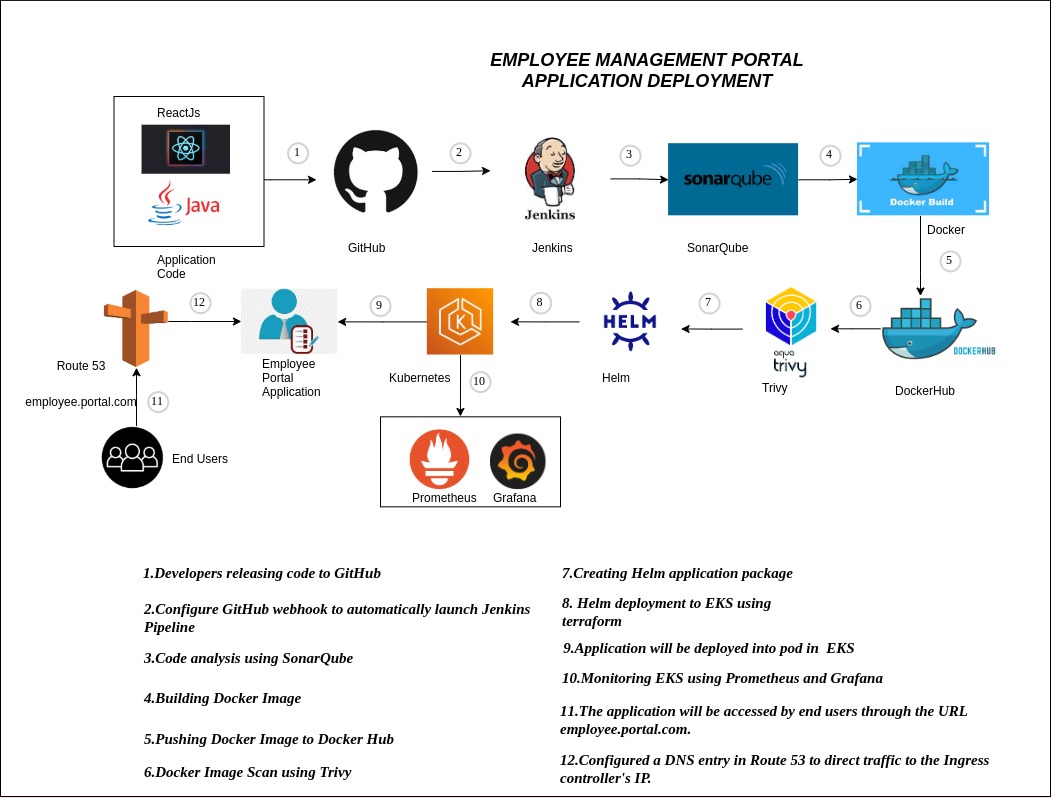 EMPLOYEE MANAGEMENT PORTAL
APPLICATION DEPLOYMENT
ReactJs
Java
Application
Code
1
GitHub
2
Jenkins
Jenkins
3
sonarqube
SonarQube
4
Docker Build
Docker
5
DOCKERHUB
DockerHub
6
aqua
trivy
Trivy
7
HELM
Helm
8
K
Kubernetes
9
Employee
Portal
Application
12
Route 53
employee.portal.com
11
End Users
10
Prometheus
Grafana
1.Developers releasing code to GitHub
2.Configure GitHub webhook to automatically launch Jenkins
Pipeline
3.Code analysis using SonarQube
4.Building Docker Image
5.Pushing Docker Image to Docker Hub
6.Docker Image Scan using Trivy
7.Creating Helm application package
8. Helm deployment to EKS using
terraform
9.Application will be deployed into pod in  EKS
10.Monitoring EKS using Prometheus and Grafana
11.The application will be accessed by end users through the URL
employee.portal.com.
12.Configured a DNS entry in Route 53 to direct traffic to the Ingress
controller's IP.